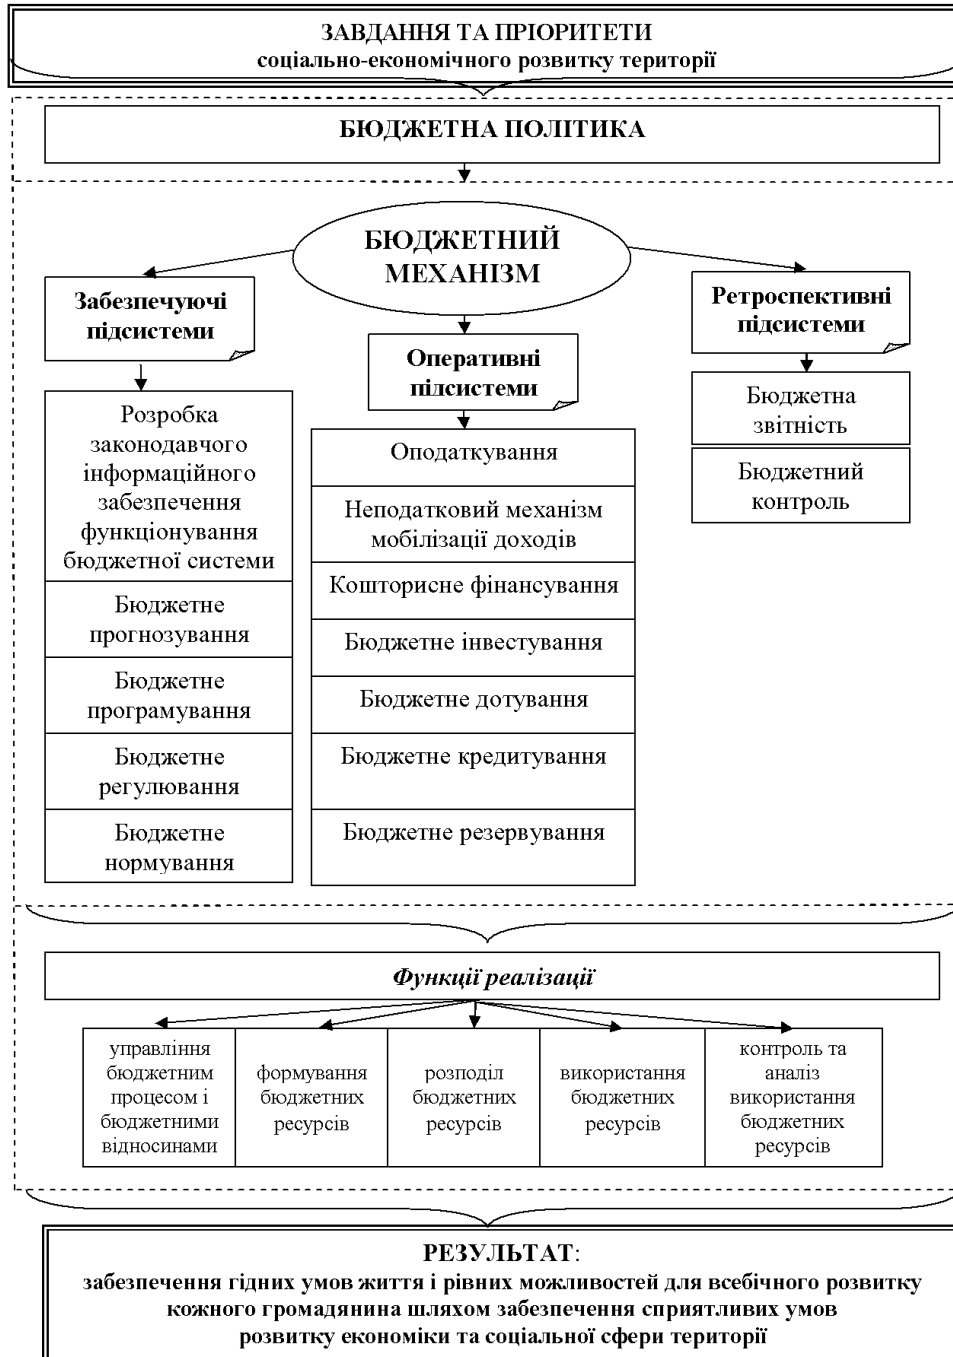 ЗАВДАННЯ ТА ПРІОРИТЕТИ
соціально-економічного розвитку території
БЮДЖЕТНА ПОЛІТИКА
БЮДЖЕТНИЙ
МЕХАНІЗМ
Забезпечуючі
підсистеми
Розробка
законодавчого
інформаційного
забезпечення
функціонування
бюджетної системи
Бюджетне
прогнозування
Бюджетне
програмування
Бюджетне
регулювання
Бюджетне
нормування
Оперативні
підсистеми
Оподаткування
Неподатковий механізм
мобілізації доходів
Кошторисне фінансування
Бюджетне інвестування
Бюджетне дотування
Бюджетне кредитування
Бюджетне резервування
Ретроспективні
підсистеми
Бюджетна
звітність
Бюджетний
контроль
Функції реалізації
управління
бюджетним
процесом і
бюджетними
відносинами
формування
бюджетних
ресурсів
розподіл
бюджетних
ресурсів
використання
бюджетних
ресурсів
контроль та
аналіз
використання
бюджетних
ресурсів
РЕЗУЛЬТАТ:
забезпечення гідних умов життя і рівних можливостей для всебічного розвитку
кожного громадянина шляхом забезпечення сприятливих умов
розвитку економіки та соціальної сфери території